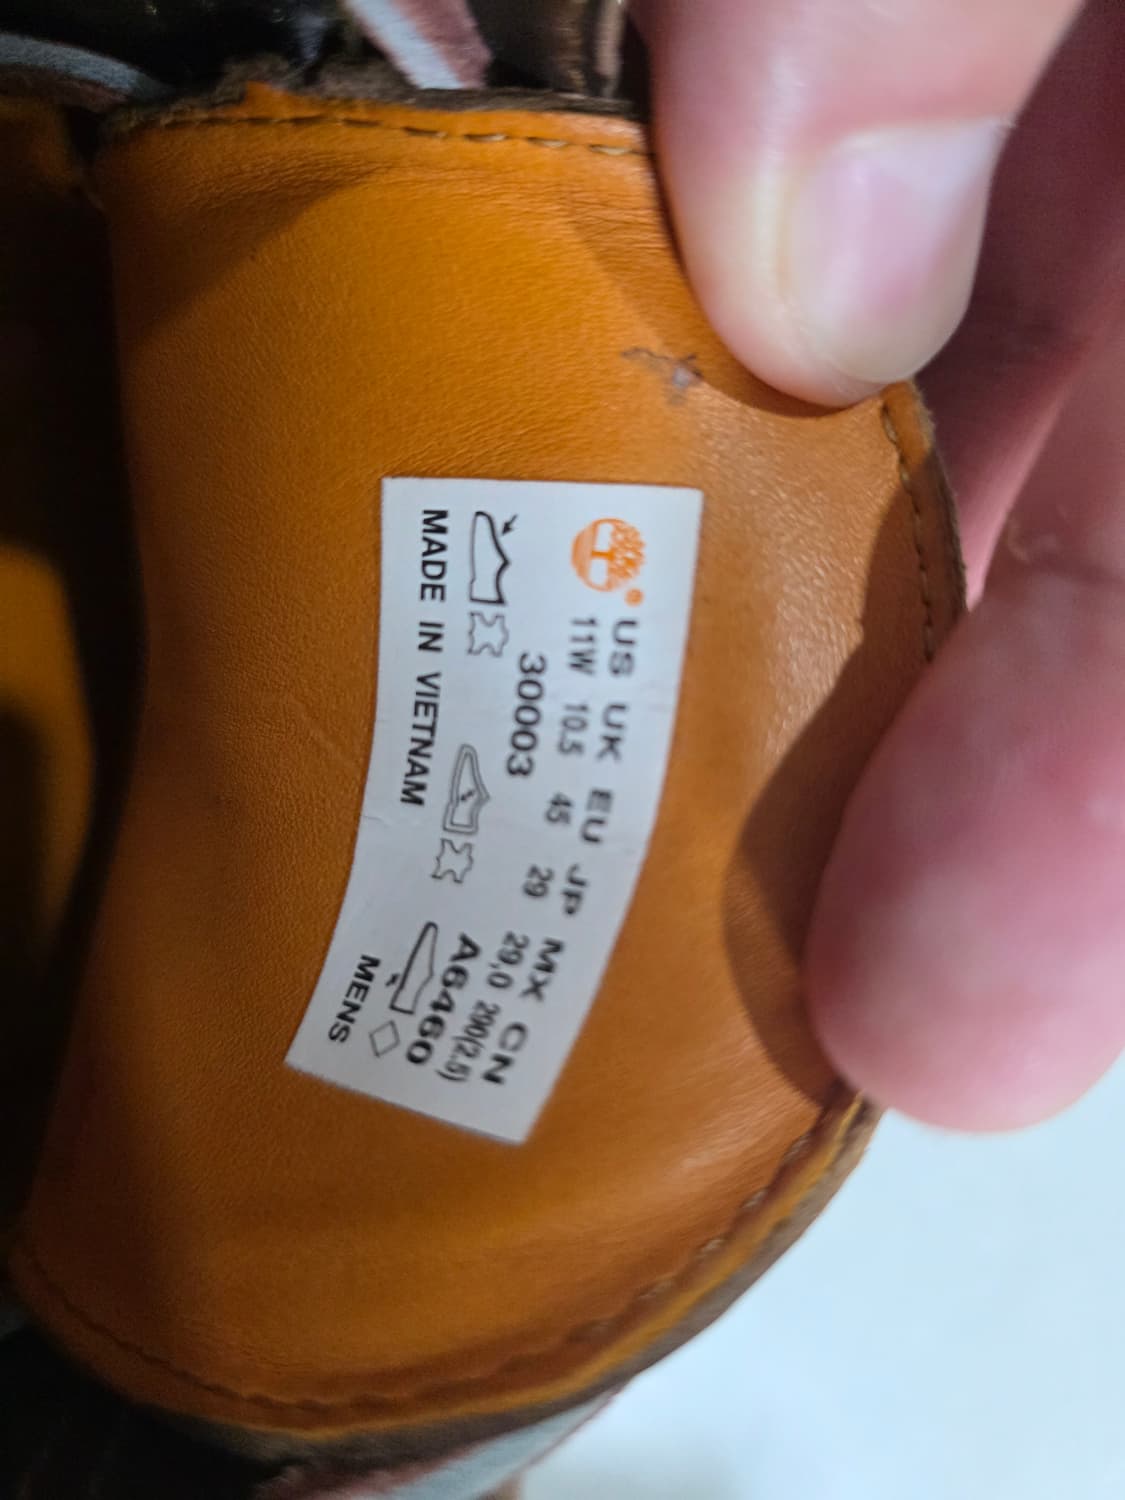 US UK EU JP MX CN
11W 10.5 45 29 29,0 290(2.5)
30003 A6460
MADE IN VIETNAM MENS